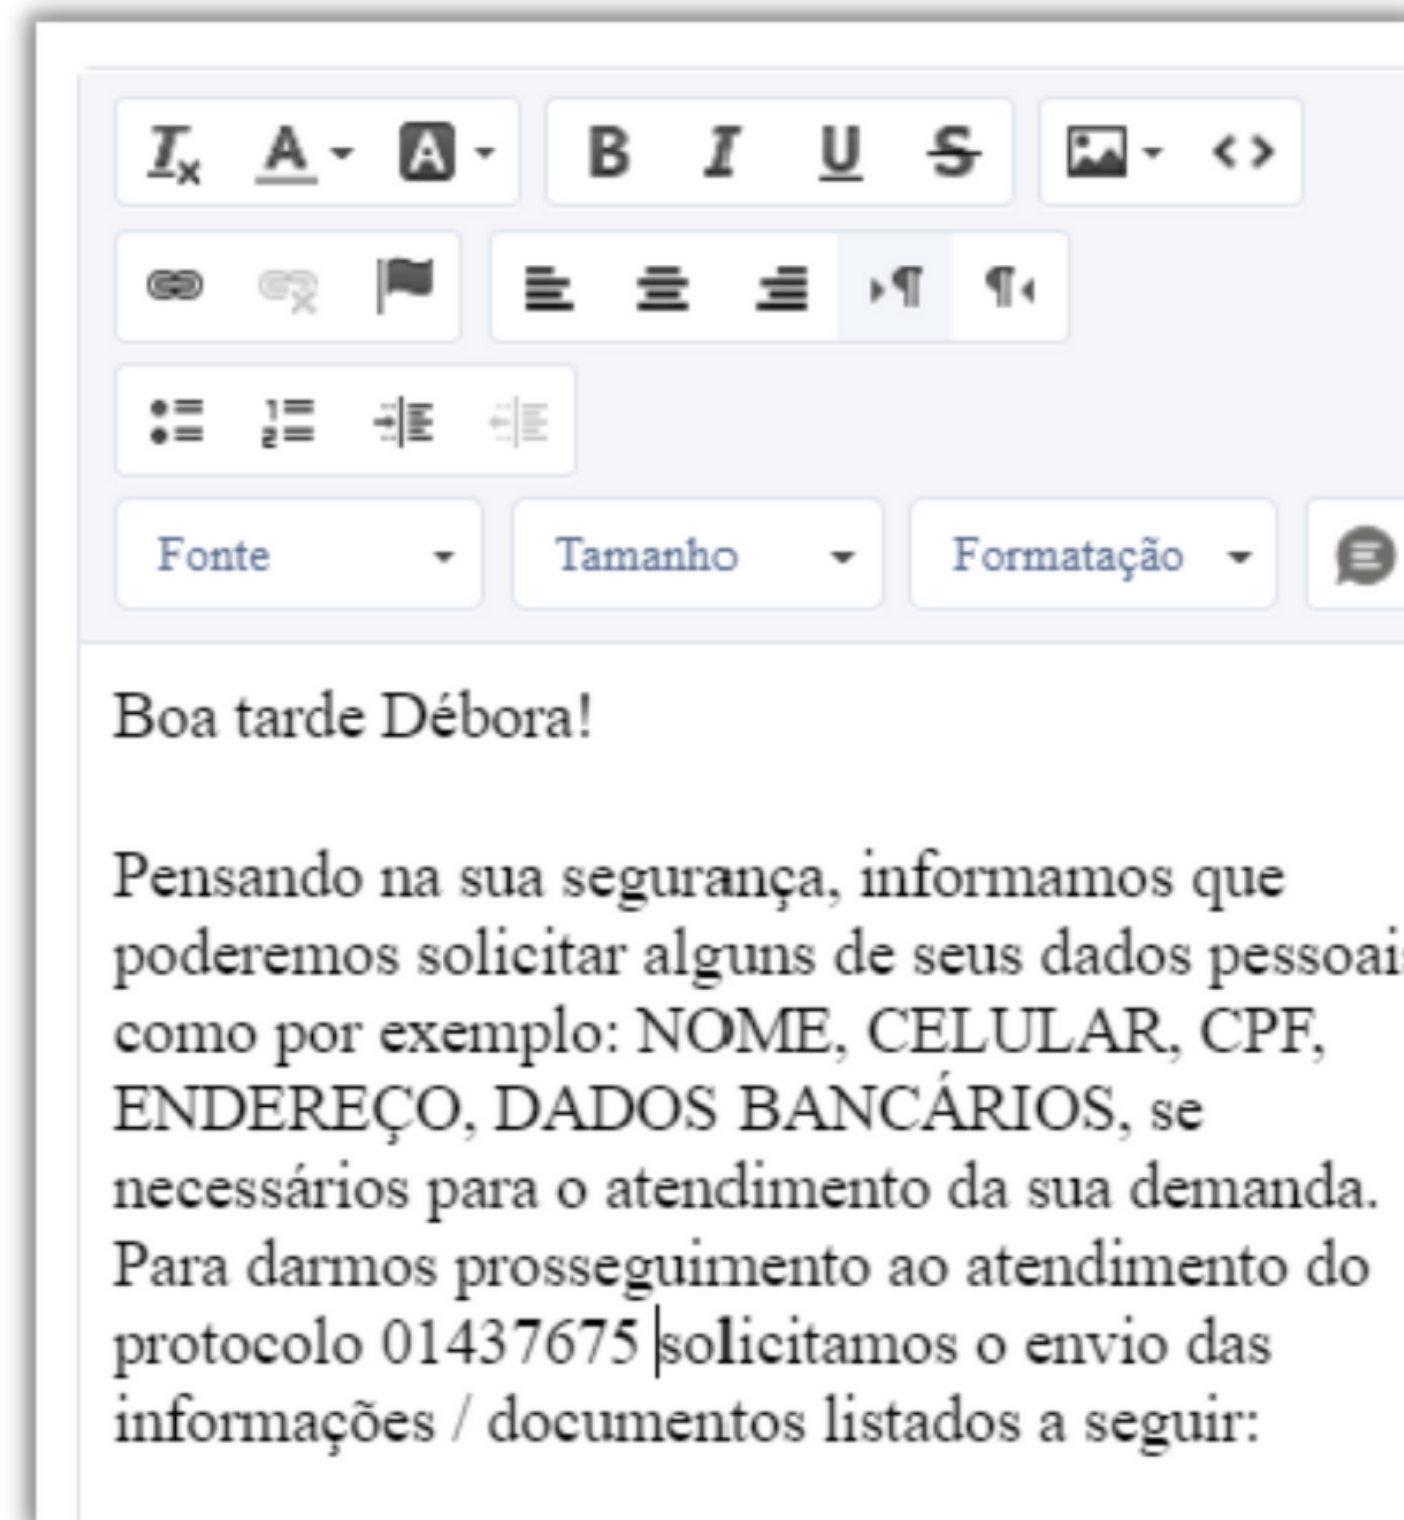 Fonte Tamanho Formatação
Boa tarde Débora!
Pensando na sua segurança, informamos que
poderemos solicitar alguns de seus dados pessoais
como por exemplo: NOME, CELULAR, CPF,
ENDEREÇO, DADOS BANCÁRIOS, se
necessários para o atendimento da sua demanda.
Para darmos prosseguimento ao atendimento do
protocolo 01437675 solicitamos o envio das
informações / documentos listados a seguir: